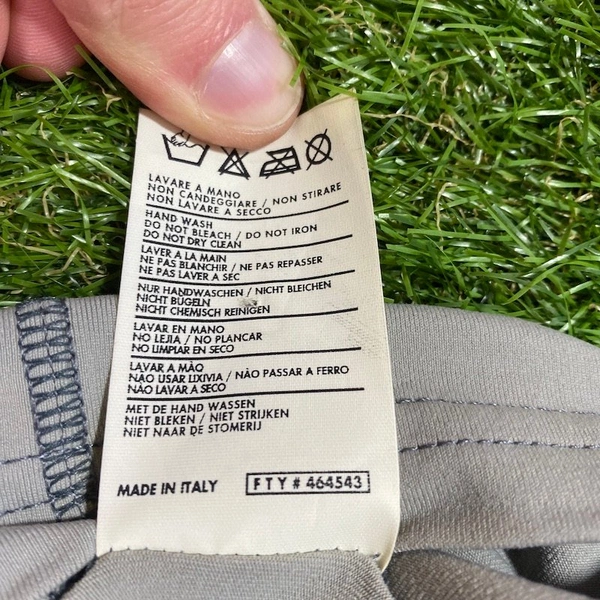 LAVARE A MANO
NON CANDEGGIARE / NON STIRARE
NON LAVARE A SECCO
HAND WASH
DO NOT BLEACH / DO NOT IRON
DO NOT DRY CLEAN
LAVER A LA MAIN
NE PAS BLANCHIR / NE PAS REPASSER
NE PAS LAVER A SEC
NUR HANDWASCHEN / NICHT BLEICHEN
NICHT BÜGELN
NICHT CHEMISCH REINIGEN
LAVAR EN MANO
NO LEJIA / NO PLANCAR
NO LIMPIAR EN SECO
LAVAR A MÀO
NAO USAR LIXIVIA / NÃO PASSAR A FERRO
NÃO LAVAR A SECO
MET DE HAND WASSEN
NIET BLEKEN / NIET STRIJKEN
NIET NAAR DE STOMERIJ
MADE IN ITALY
FTY # 464543